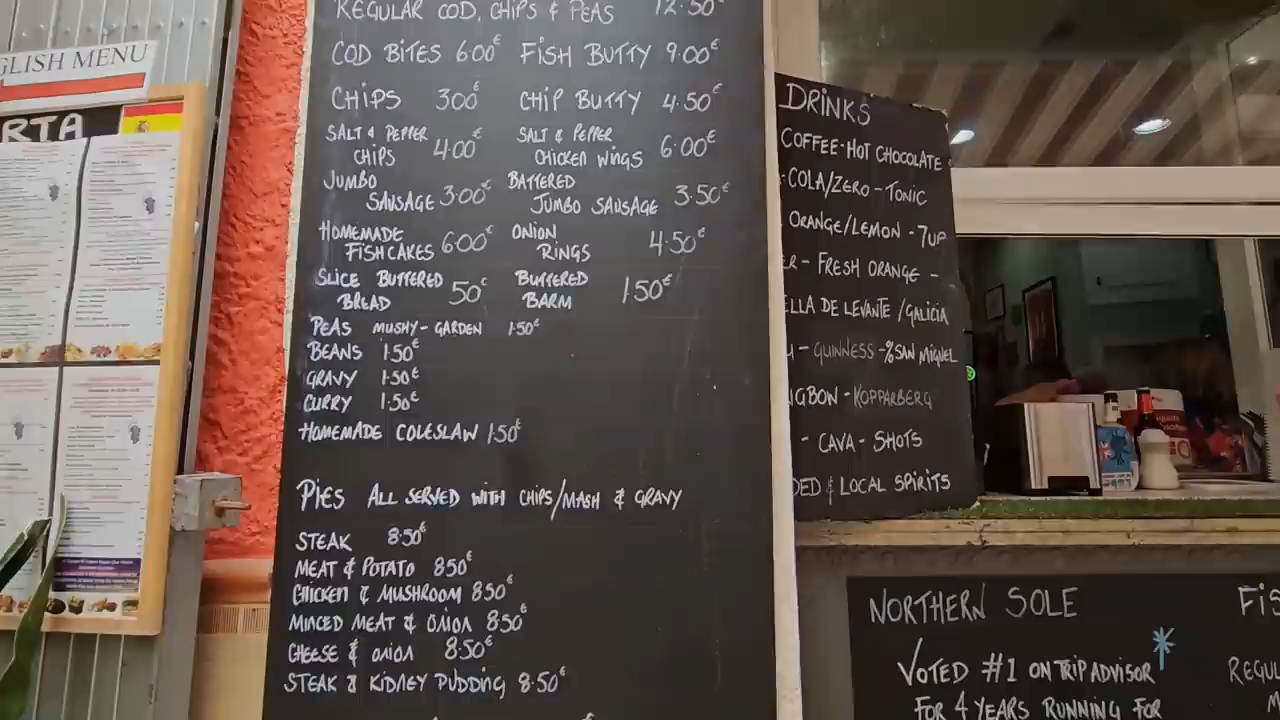 GLISH MENU
RTA
REGULAR COD, CHIPS & PEAS 12.50€
COD BITES 6.00€ FISH BUTTY 9.00€
CHIPS 300€ CHIP BUTTY 4.50€
SALT & PEPPER CHIPS 4.00€ SALT & PEPPER CHICKEN WINGS 6.00€
JUMBO SAUSAGE 3.00€ BATTERED JUMBO SAUSAGE 3.50€
HOMEMADE FISHCAKES 6.00€ ONION RINGS 4.50€
SLICE BUTTERED BREAD 50€ BUTTERED BARM 1.50€
PEAS MUSHY-GARDEN 1.50€
BEANS 1.50€
GRAVY 1.50€
CURRY 1.50€
HOMEMADE COLESLAW 1.50€
PIES ALL SERVED WITH CHIPS/MASH & GRAVY
STEAK 8.50€
MEAT & POTATO 850€
CHICKEN & MUSHROOM 8.50€
MINCED MEAT & ONION 8.50€
CHEESE & ONION 8.50€
STEAK & KIDNEY PUDDING 8.50€
DRINKS
COFFEE-HOT CHOCOLATE
COLA/ZERO - TONIC
ORANGE/LEMON - 7UP
ER - FRESH ORANGE -
ELLA DE LEVANTE /GALICIA
- GUINNESS -%SAN MIGUEL
GBON - KOPPARBERG
- CAVA - SHOTS
DED & LOCAL SPIRITS
NORTHERN SOLE
VOTED #1 ON TRIP ADVISOR
FOR 4 YEARS RUNNING FOR
FIS
REGUL
M